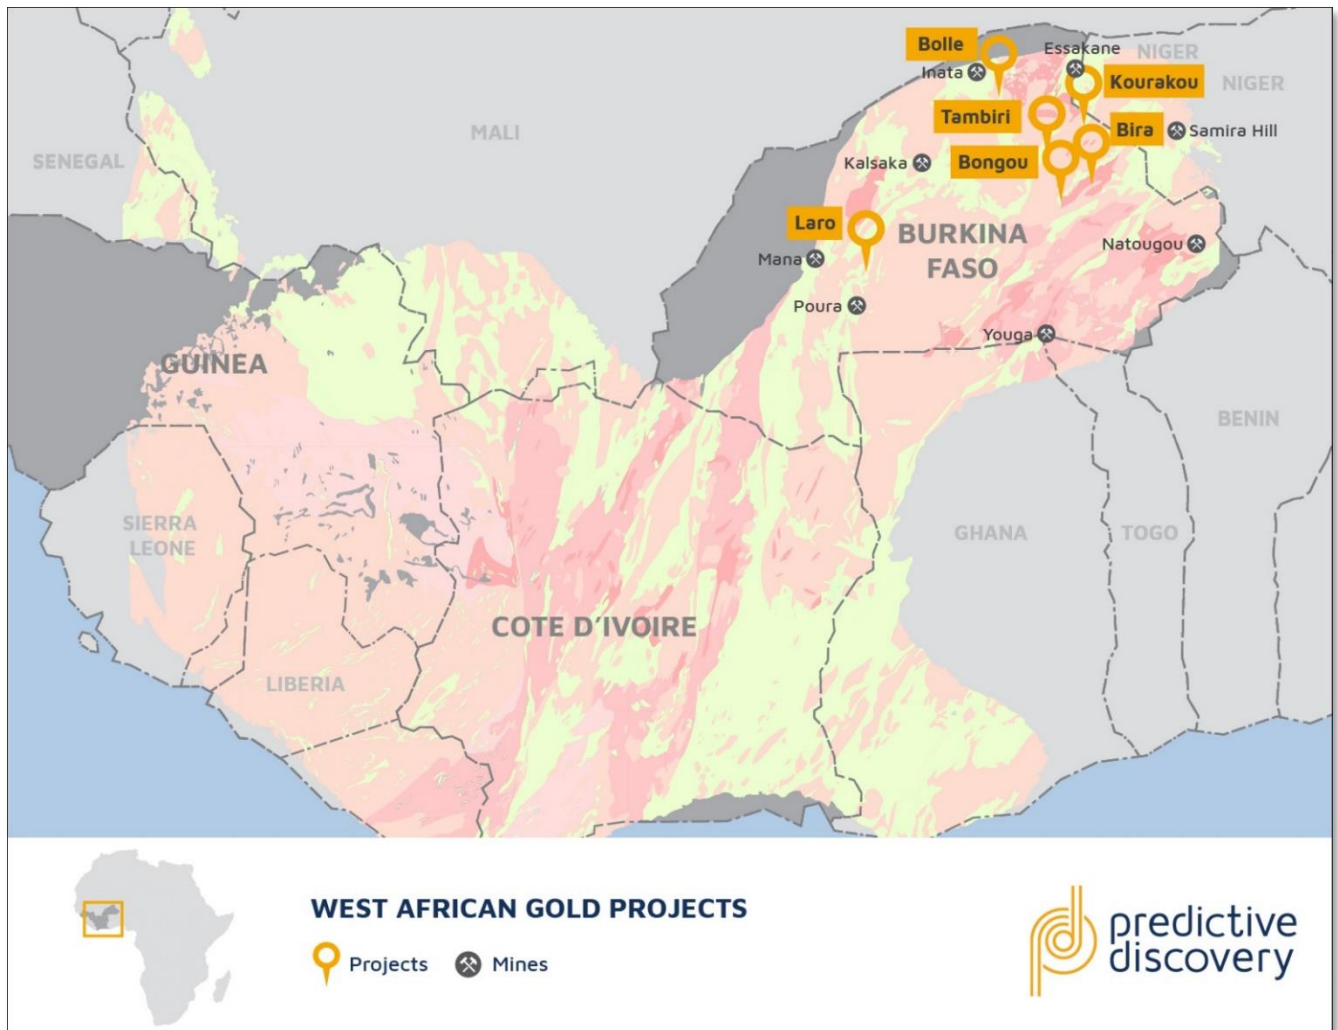 Bolle
Essakane
NIGER
Inata
Kourakou
NIGER
Tambiri
MALI
Bira
Samira Hill
SENEGAL
Kalsaka
Bongou
Laro
BURKINA
FASO
Natougou
Mana
Poura
Youga
GUINEA
BENIN
SIERRA
LEONE
GHANA
TOGO
COTE D'IVOIRE
LIBERIA
WEST AFRICAN GOLD PROJECTS
Projects
Mines
predictive
discovery